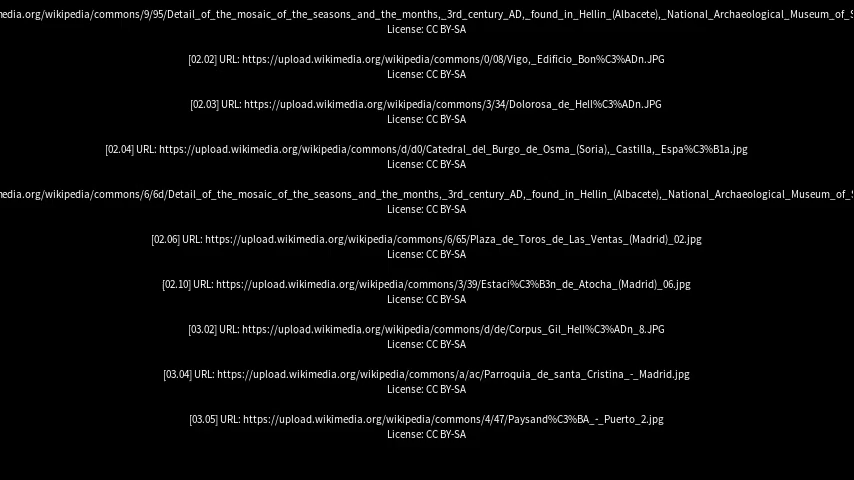 nedia.org/wikipedia/commons/9/95/Detail_of_the_mosaic_of_the_seasons_and_the_months,_3rd_century_AD,_found_in_Hellin_(Albacete),_National_Archaeological_Museum_of_S
License: CC BY-SA
[02.02] URL: https://upload.wikimedia.org/wikipedia/commons/0/08/Vigo,_Edificio_Bon%C3%ADn.JPG
License: CC BY-SA
[02.03] URL: https://upload.wikimedia.org/wikipedia/commons/3/34/Dolorosa_de_Hell%C3%ADn.JPG
License: CC BY-SA
[02.04] URL: https://upload.wikimedia.org/wikipedia/commons/d/d0/Catedral_del_Burgo_de_Osma_(Soria),_Castilla,_Espa%C3%B1a.jpg
License: CC BY-SA
nedia.org/wikipedia/commons/6/6d/Detail_of_the_mosaic_of_the_seasons_and_the_months,_3rd_century_AD,_found_in_Hellin_(Albacete),_National_Archaeological_Museum_of_S
License: CC BY-SA
[02.06] URL: https://upload.wikimedia.org/wikipedia/commons/6/65/Plaza_de_Toros_de_Las_Ventas_(Madrid)_02.jpg
License: CC BY-SA
[02.10] URL: https://upload.wikimedia.org/wikipedia/commons/3/39/Estaci%C3%B3n_de_Atocha_(Madrid)_06.jpg
License: CC BY-SA
[03.02] URL: https://upload.wikimedia.org/wikipedia/commons/d/de/Corpus_Gil_Hell%C3%ADn_8.JPG
License: CC BY-SA
[03.04] URL: https://upload.wikimedia.org/wikipedia/commons/a/ac/Parroquia_de_santa_Cristina_-_Madrid.jpg
License: CC BY-SA
[03.05] URL: https://upload.wikimedia.org/wikipedia/commons/4/47/Paysand%C3%BA_-_Puerto_2.jpg
License: CC BY-SA